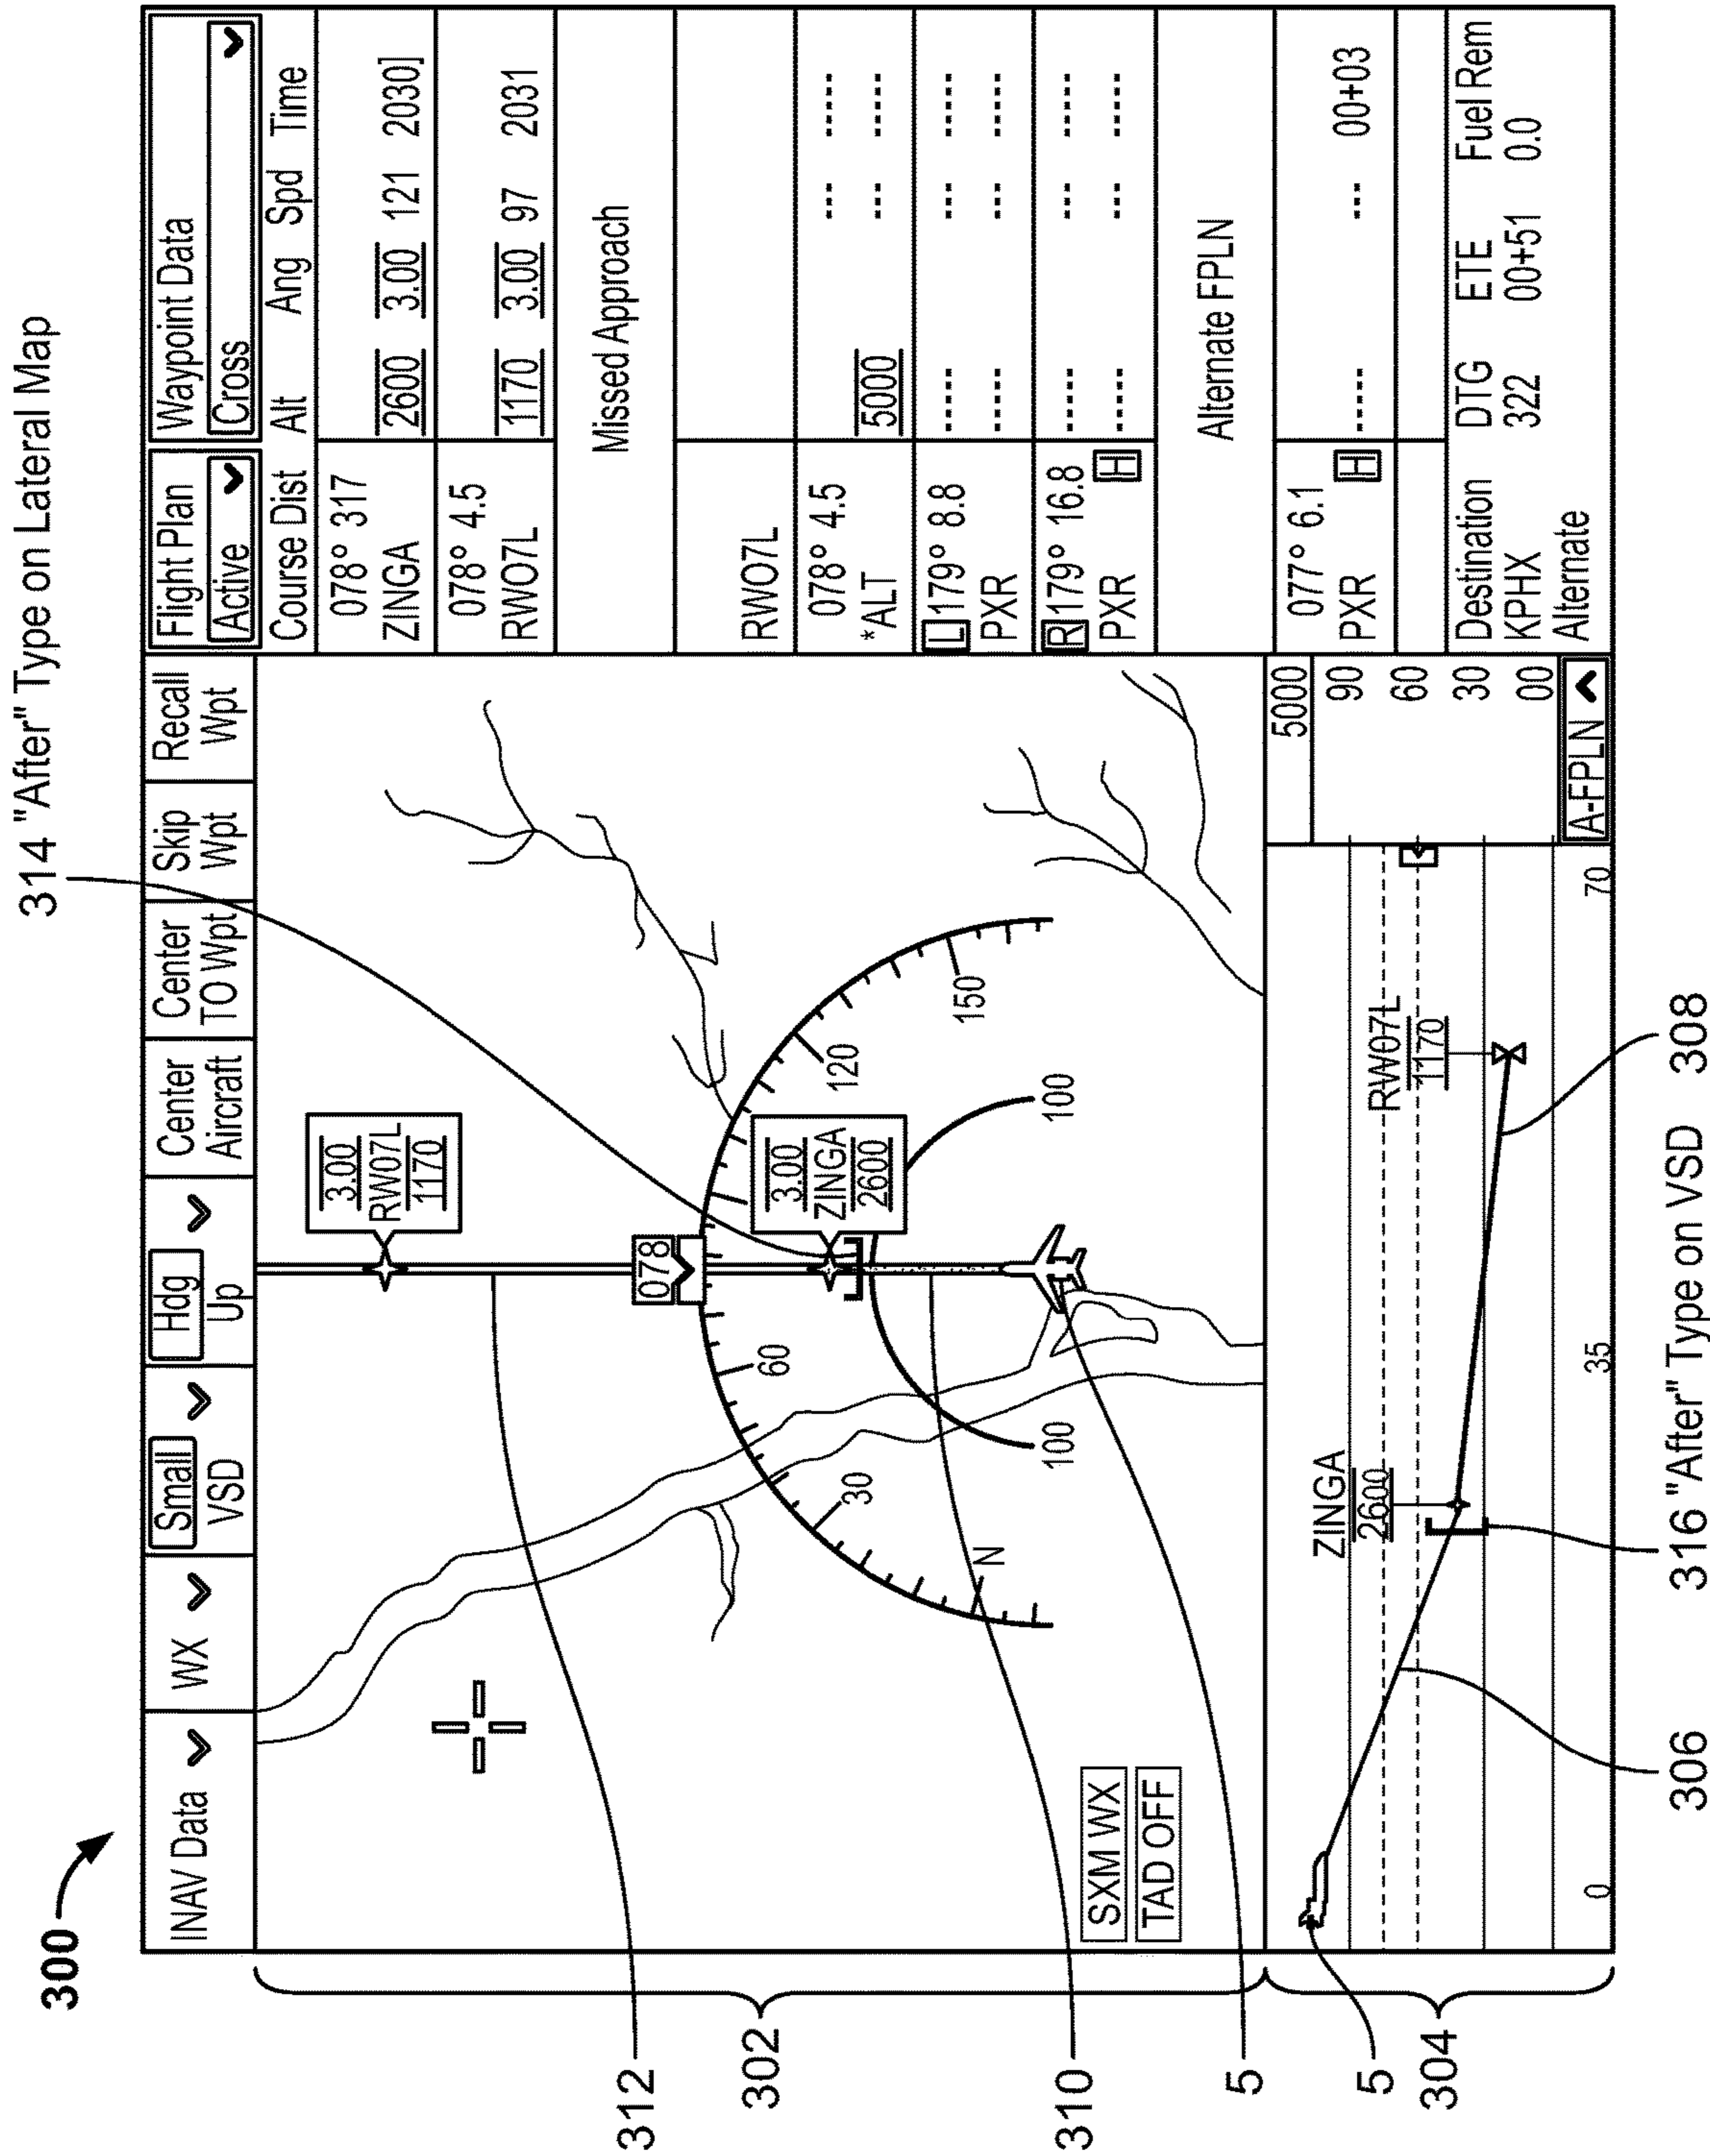 300
314 "After" Type on Lateral Map
INAV Data
WX
Small
VSD
Hdg
Up
Center
Aircraft
Center
TO Wpt
Skip
Wpt
Recall
Wpt
3.00
RW07L
1170
078
3.00
ZINGA
2600
N
30
60
120
150
100
100
SXM WX
TAD OFF
312
302
310
5
5
304
ZINGA
2600
RW07L
1170
0
35
70
5000
90
60
30
00
A-FPLN
306
316 "After" Type on VSD
308
Flight Plan
Active
Waypoint Data
Cross
Course Dist Alt Ang Spd Time
078° 317
ZINGA 2600 3.00 121 2030]
078° 4.5
RWO7L 1170 3.00 97 2031
Missed Approach
RWO7L
078° 4.5 --- -----
*ALT 5000 --- -----
L 179° 8.8 ----- --- -----
PXR ----- --- -----
R 179° 16.8 ----- --- -----
PXR H ----- --- -----
Alternate FPLN
077° 6.1
PXR H ----- --- 00+03
Destination DTG ETE Fuel Rem
KPHX 322 00+51 0.0
Alternate